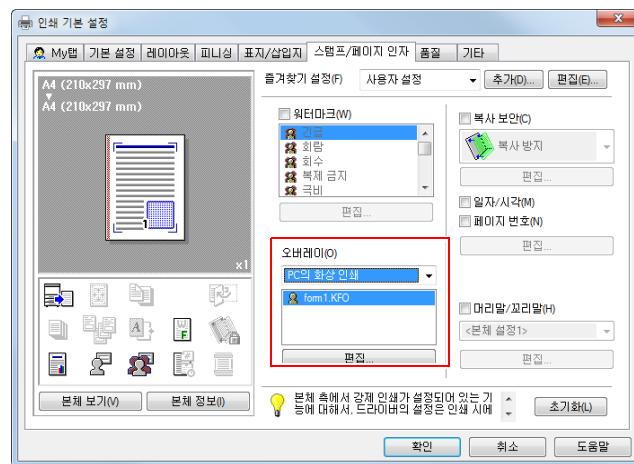 인쇄 기본 설정
My탭 기본 설정 레이아웃 피니싱 표지/삽입지 스탬프/페이지 인자 품질 기타
A4 (210x297 mm)
A4 (210x297 mm)
1
x1
본체 보기(V) 본체 정보(I)
즐겨찾기 설정(F) 사용자 설정 추가(D)... 편집(E)...
워터마크(W)
긴급
회람
회수
복제 금지
극비
편집...
오버레이(O)
PC의 화상 인쇄
form1.KFO
편집...
복사 보안(C)
복사 방지
편집...
일자/시각(M)
페이지 번호(N)
편집...
머리말/꼬리말(H)
<본체 설정1>
편집...
본체 측에서 강제 인쇄가 설정되어 있는 기
능에 대해서, 드라이버의 설정은 인쇄 시에
초기화(L)
확인 취소 도움말